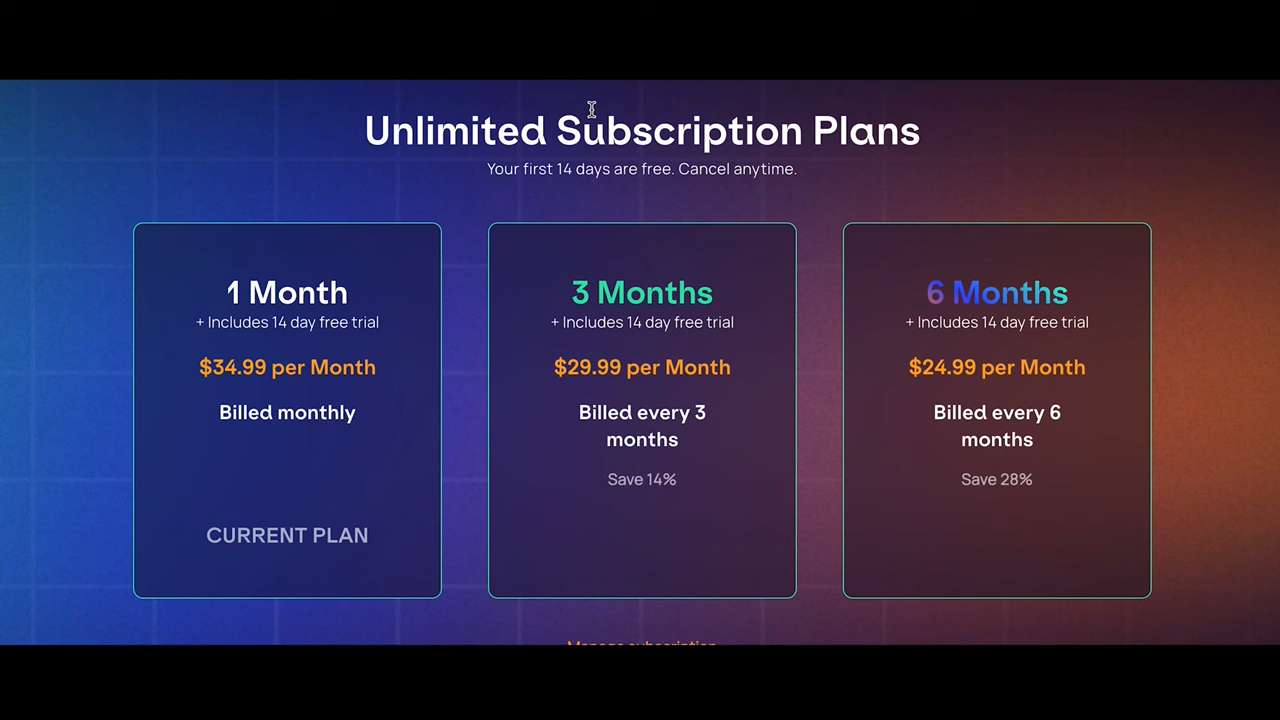 Unlimited Subscription Plans
Your first 14 days are free. Cancel anytime.
1 Month
+ Includes 14 day free trial
$34.99 per Month
Billed monthly
CURRENT PLAN
3 Months
+ Includes 14 day free trial
$29.99 per Month
Billed every 3
months
Save 14%
6 Months
+ Includes 14 day free trial
$24.99 per Month
Billed every 6
months
Save 28%
Manage subscription